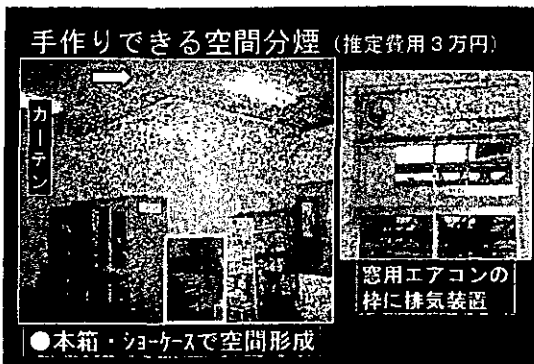 手作りできる空間分煙(推定費用3万円)
カーテン
窓用エアコンの
枠に排気装置
●本箱・ショーケースで空間形成